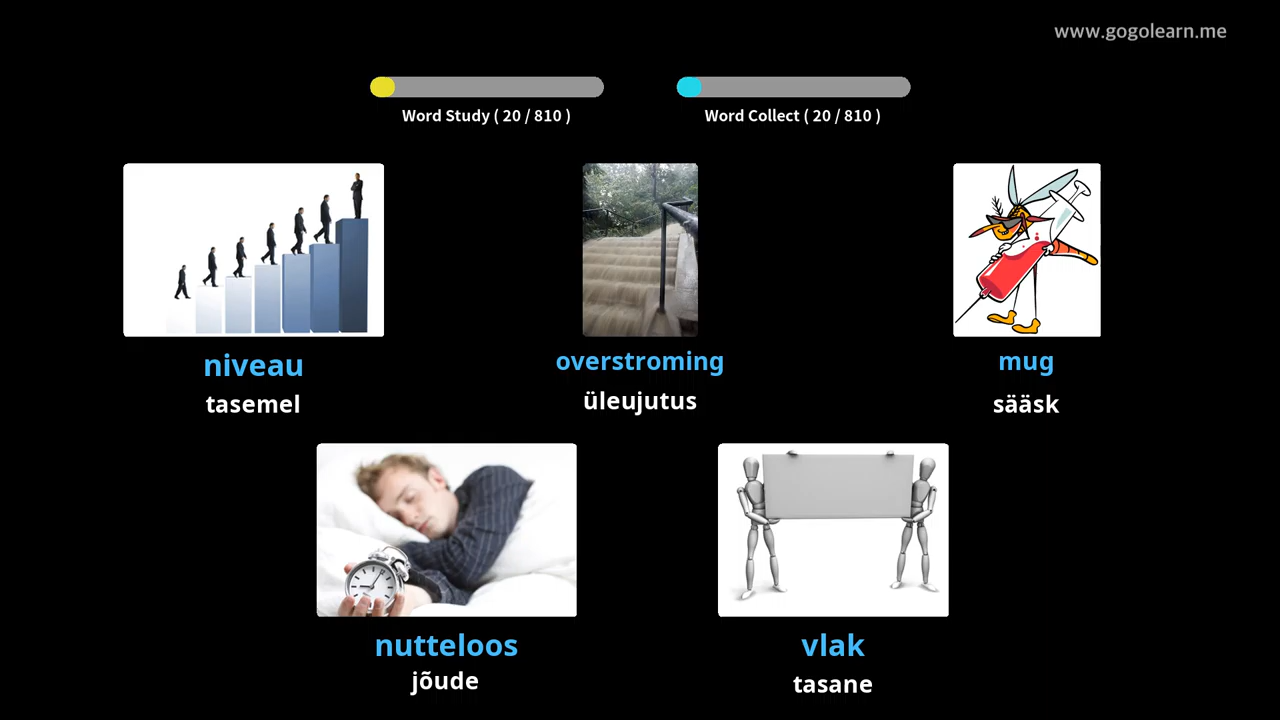 www.gogolearn.me
Word Study ( 20 / 810 )
Word Collect ( 20 / 810 )
niveau
tasemel
overstroming
üleujutus
mug
sääsk
nutteloos
jõude
vlak
tasane